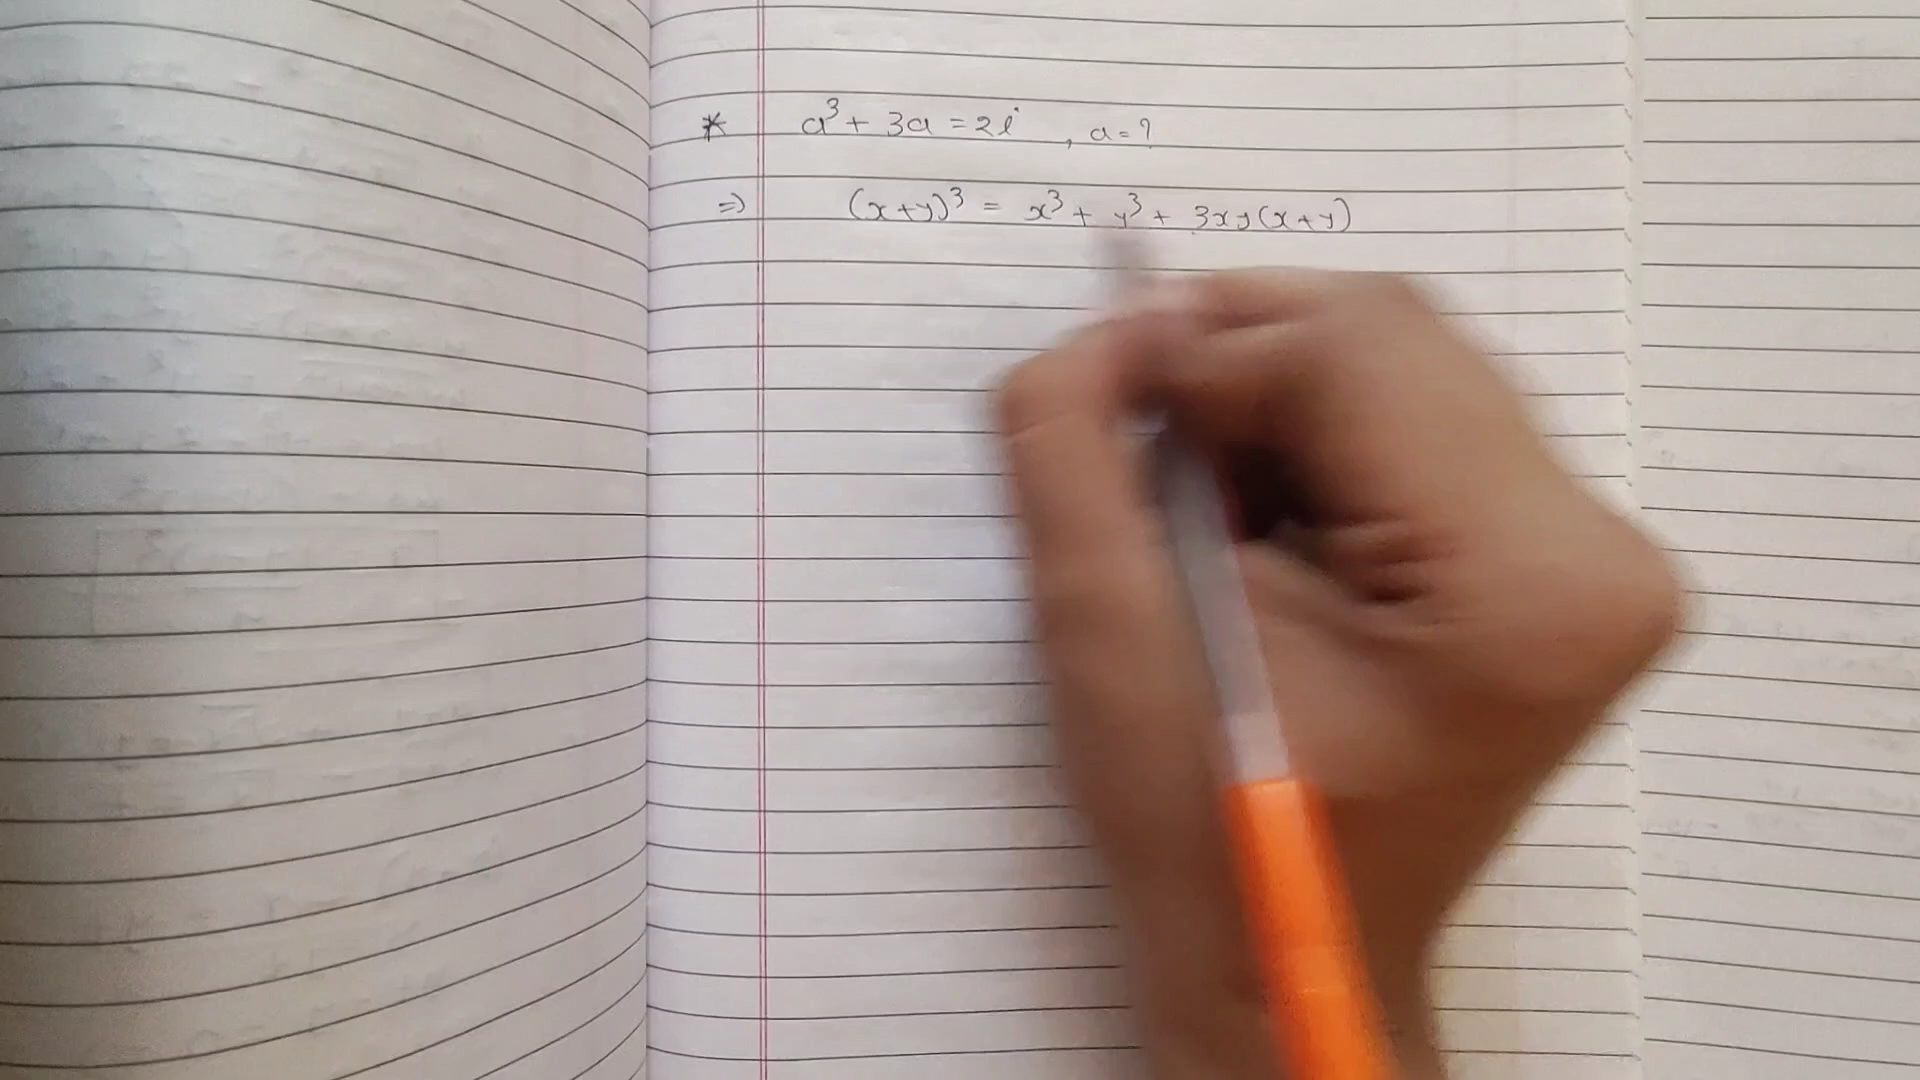 * a³ + 3a = 2i , a = ?
⇒ (x+y)³ = x³ + y³ + 3xy(x+y)